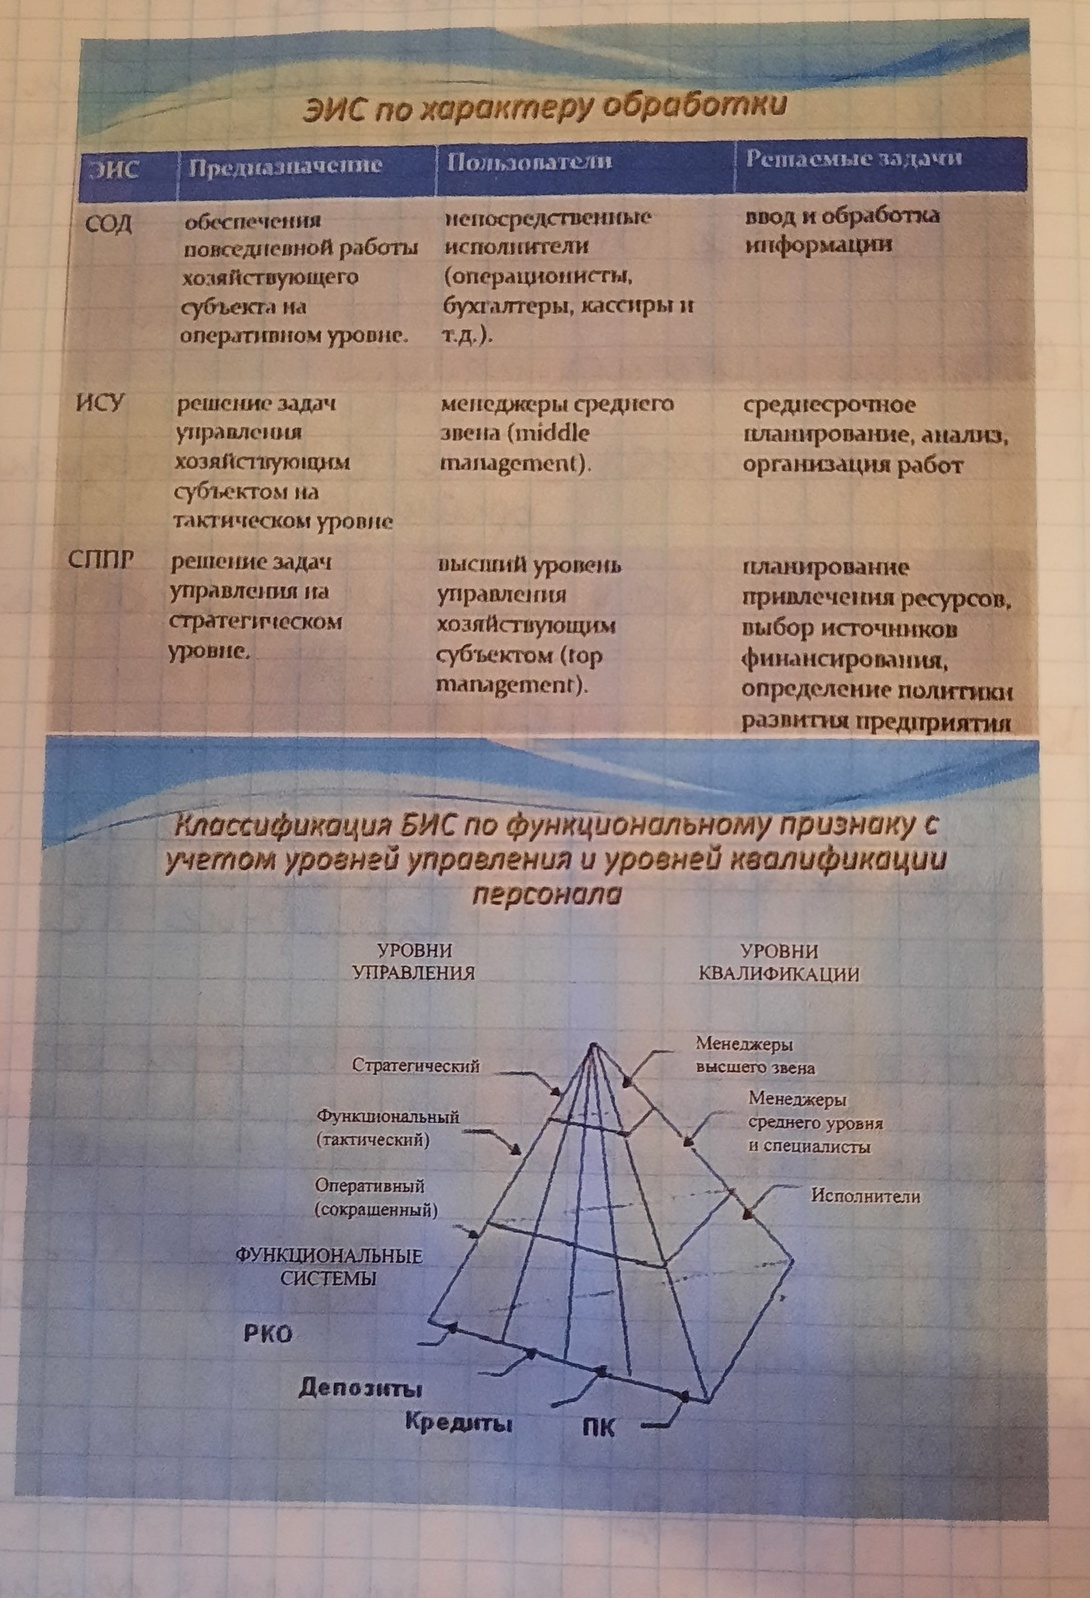 ЭИС по характеру обработки
ЭИС Предназначение Пользователи Решаемые задачи
СОД
обеспечения
повседневной работы
хозяйствующего
субъекта на
оперативном уровне.
непосредственные
исполнители
(операционисты,
бухгалтеры, кассиры и
т.д.).
ввод и обработка
информации
ИСУ
решение задач
управления
хозяйствующим
субъектом на
тактическом уровне
менеджеры среднего
звена (middle
management).
среднесрочное
планирование, анализ,
организация работ
СППР
решение задач
управления на
стратегическом
уровне.
высший уровень
управления
хозяйствующим
субъектом (top
management).
планирование
привлечения ресурсов,
выбор источников
финансирования,
определение политики
развития предприятия
Классификация БИС по функциональному признаку с
учетом уровней управления и уровней квалификации
персонала
УРОВНИ
УПРАВЛЕНИЯ
УРОВНИ
КВАЛИФИКАЦИИ
Стратегический
Менеджеры
высшего звена
Функциональный
(тактический)
Менеджеры
среднего уровня
и специалисты
Оперативный
(сокращенный)
Исполнители
ФУНКЦИОНАЛЬНЫЕ
СИСТЕМЫ
РКО
Депозиты
Кредиты
ПК